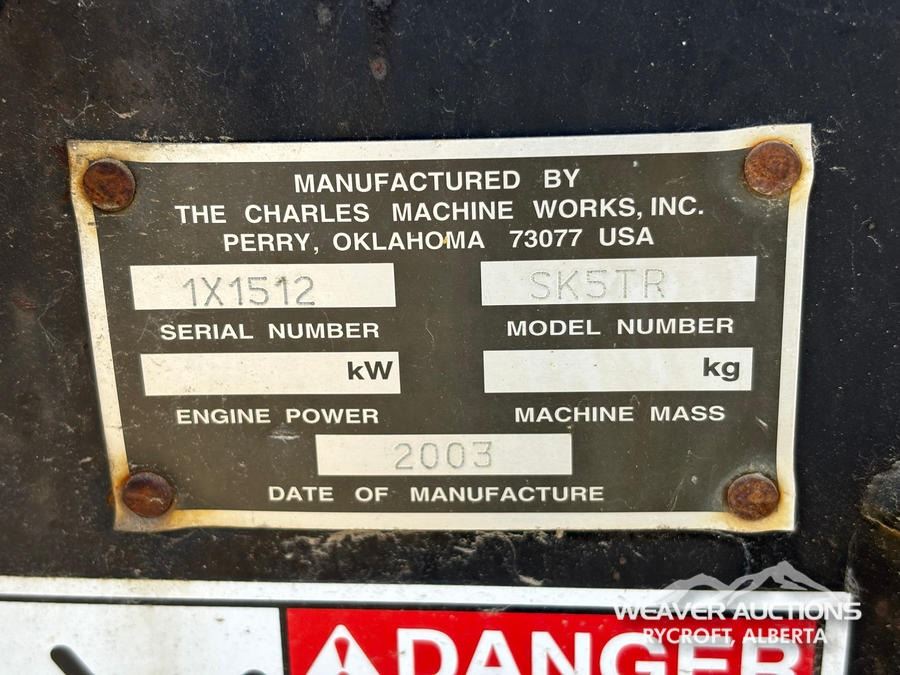 MANUFACTURED BY
THE CHARLES MACHINE WORKS, INC.
PERRY, OKLAHOMA 73077 USA
1X1512
SK5TR
SERIAL NUMBER
MODEL NUMBER
kW
kg
ENGINE POWER
MACHINE MASS
2003
DATE OF MANUFACTURE
WEAVER AUCTIONS
RYCROFT, ALBERTA
DANGER